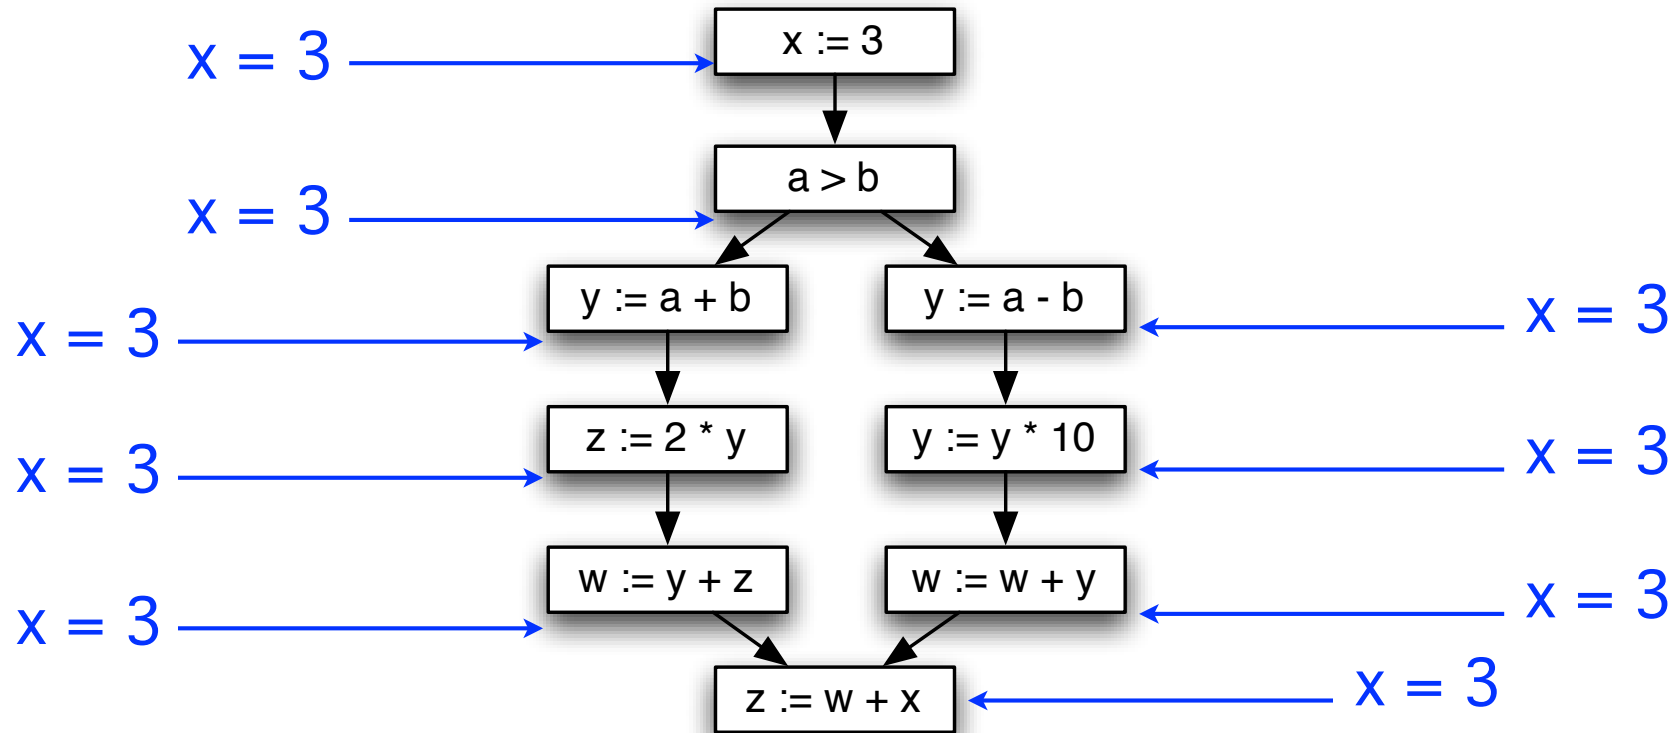 x := 3
x = 3
a > b
x = 3
y := a + b
y := a - b
x = 3
x = 3
z := 2 * y
y := y * 10
x = 3
x = 3
w := y + z
w := w + y
x = 3
x = 3
z := w + x
x = 3